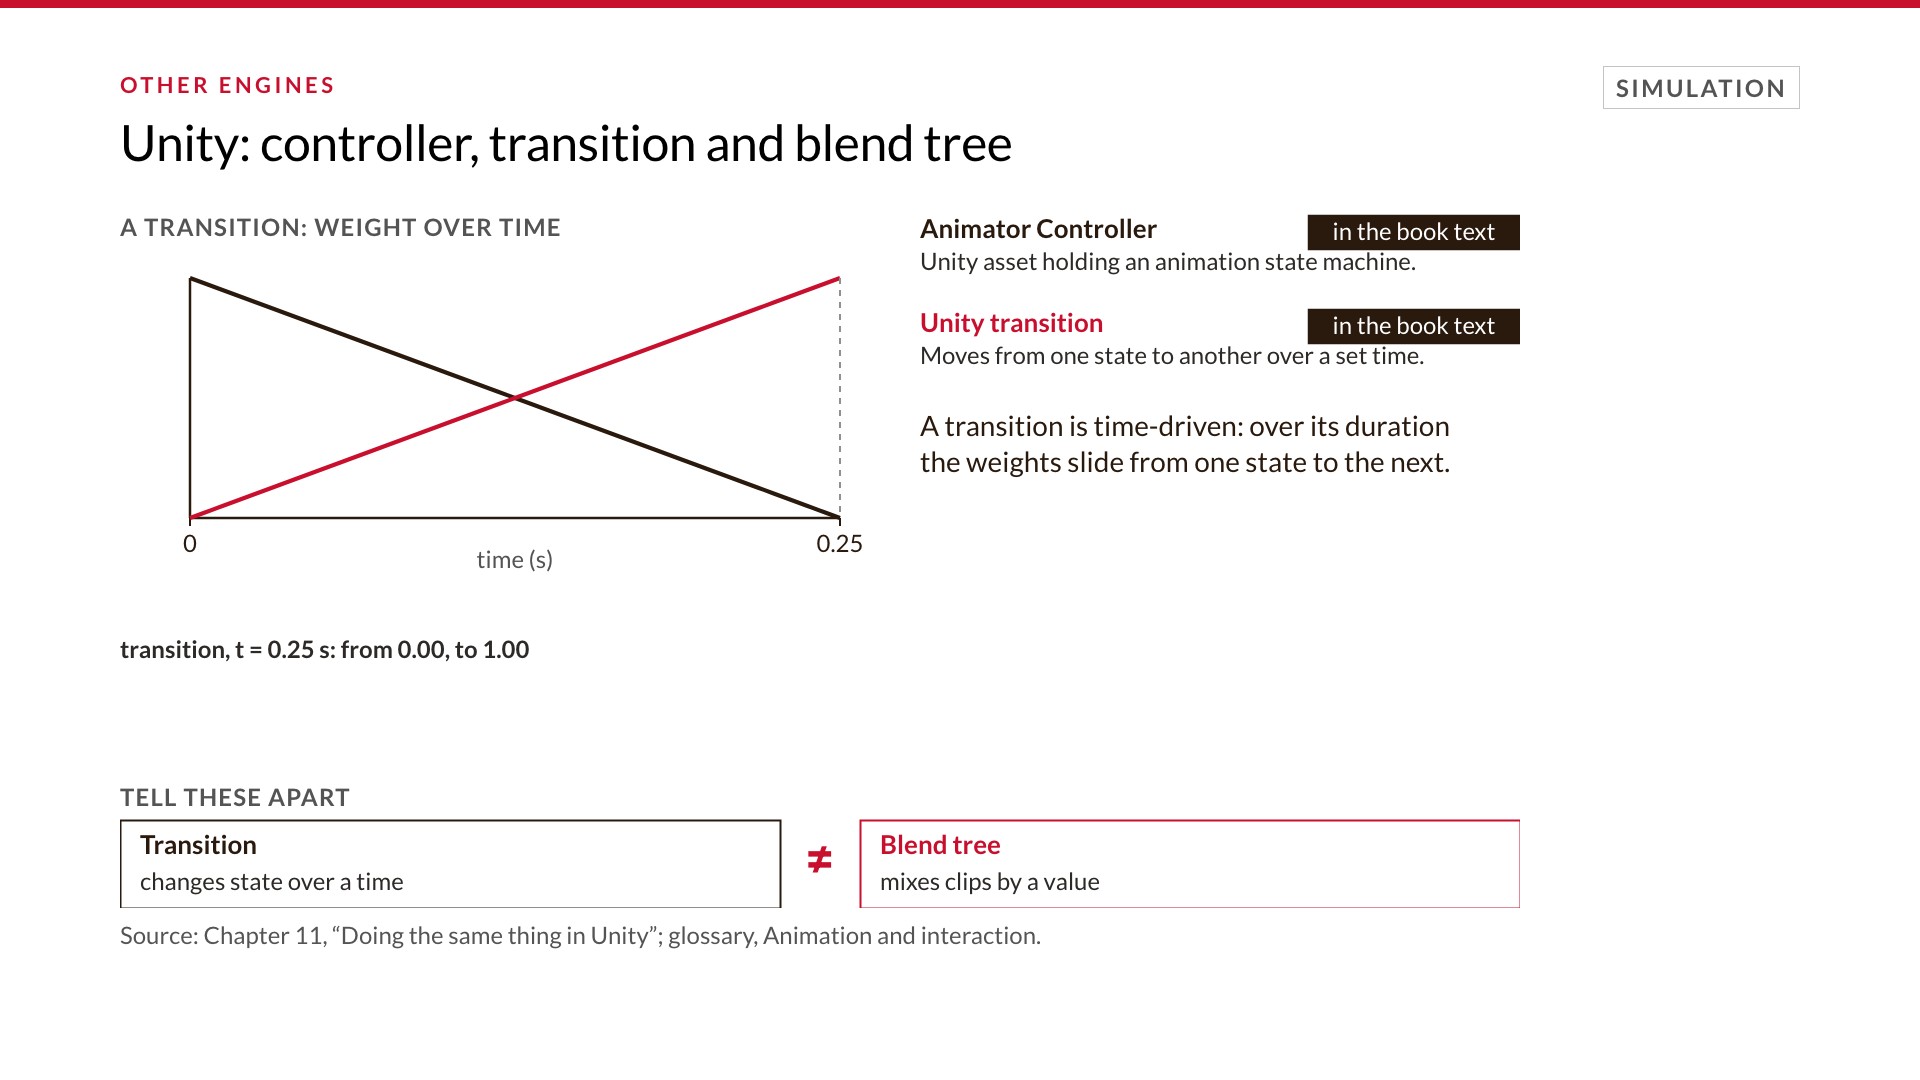 OTHER ENGINES
SIMULATION
Unity: controller, transition and blend tree
A TRANSITION: WEIGHT OVER TIME
0
0.25
time (s)
transition, t = 0.25 s: from 0.00, to 1.00
Animator Controller
in the book text
Unity asset holding an animation state machine.
Unity transition
in the book text
Moves from one state to another over a set time.
A transition is time-driven: over its duration
the weights slide from one state to the next.
TELL THESE APART
Transition
changes state over a time
≠
Blend tree
mixes clips by a value
Source: Chapter 11, “Doing the same thing in Unity”; glossary, Animation and interaction.